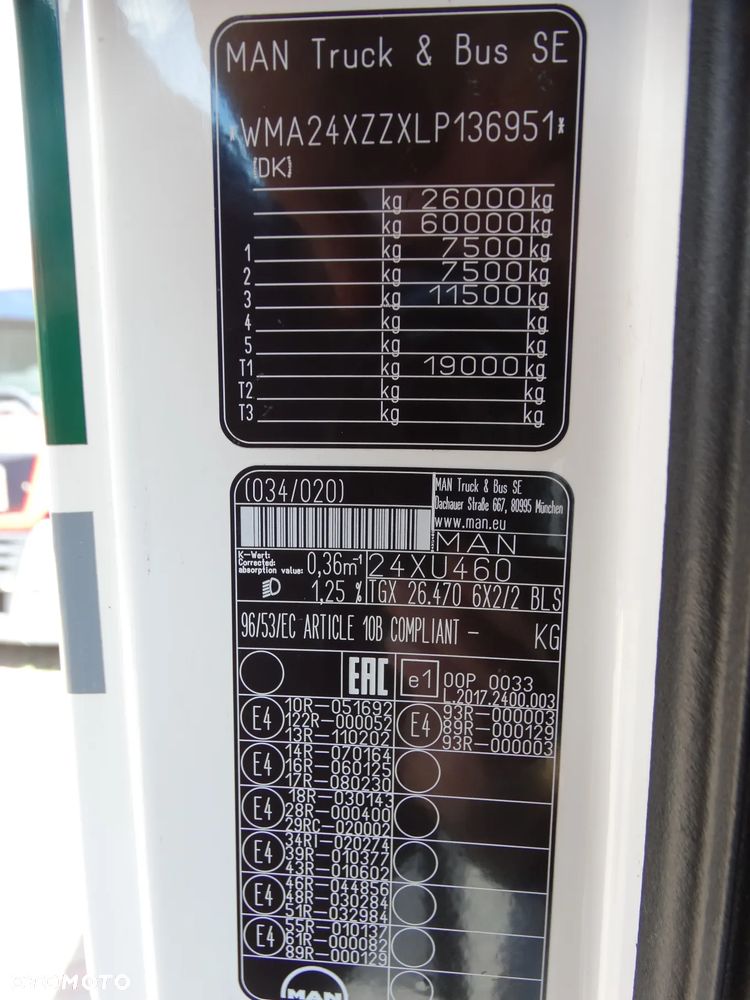 MAN Truck & Bus SE
*WMA24XZZXLP136951*
(DK)
kg 26000 kg
kg 60000 kg
1 kg 7500 kg
2 kg 7500 kg
3 kg 11500 kg
4 kg kg
5 kg kg
T1 kg 19000 kg
T2 kg kg
T3 kg kg
(034/020)
MAN Truck & Bus SE
Dachauer Straße 667, 80995 München
www.man.eu
MAN
K-Wert:
Corrected
absorption value: 0,36m-1
24XU460
1,25 %
TGX 26.470 6X2/2 BLS
96/53/EC ARTICLE 10B COMPLIANT – KG
EAC
e1
00P 0033
L.2017.2400.003
E4
10R–051692
122R–000052
13R–110202
E4
93R–000003
89R–000129
93R–000003
E4
14R–070164
16R–060125
17R–080230
E4
18R–030143
28R–000400
29RC–020002
E4
34RI–020274
39R–010377
43R–010602
E4
46R–044856
48R–030284
51R–032984
E4
55R–010137
61R–000082
89R–000129
MAN
OTOMOTO